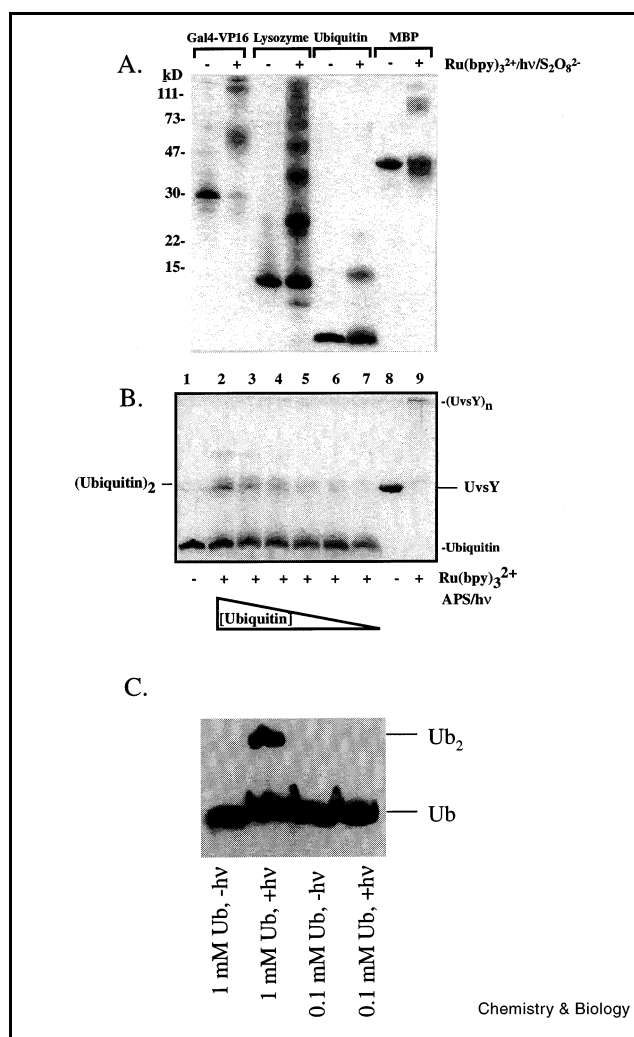 Gal4-VP16 Lysozyme Ubiquitin MBP
A. - + - + - + - + Ru(bpy)₃²⁺/hν/S₂O₈²⁻
kD
111-
73-
47-
30-
22-
15-
1 2 3 4 5 6 7 8 9
B. -(UvsY)n
(Ubiquitin)₂ UvsY
-Ubiquitin
- + + + + + + - + Ru(bpy)₃²⁺
APS/hν
[Ubiquitin]
C.
Ub₂
Ub
1 mM Ub, -hν
1 mM Ub, +hν
0.1 mM Ub, -hν
0.1 mM Ub, +hν
Chemistry & Biology